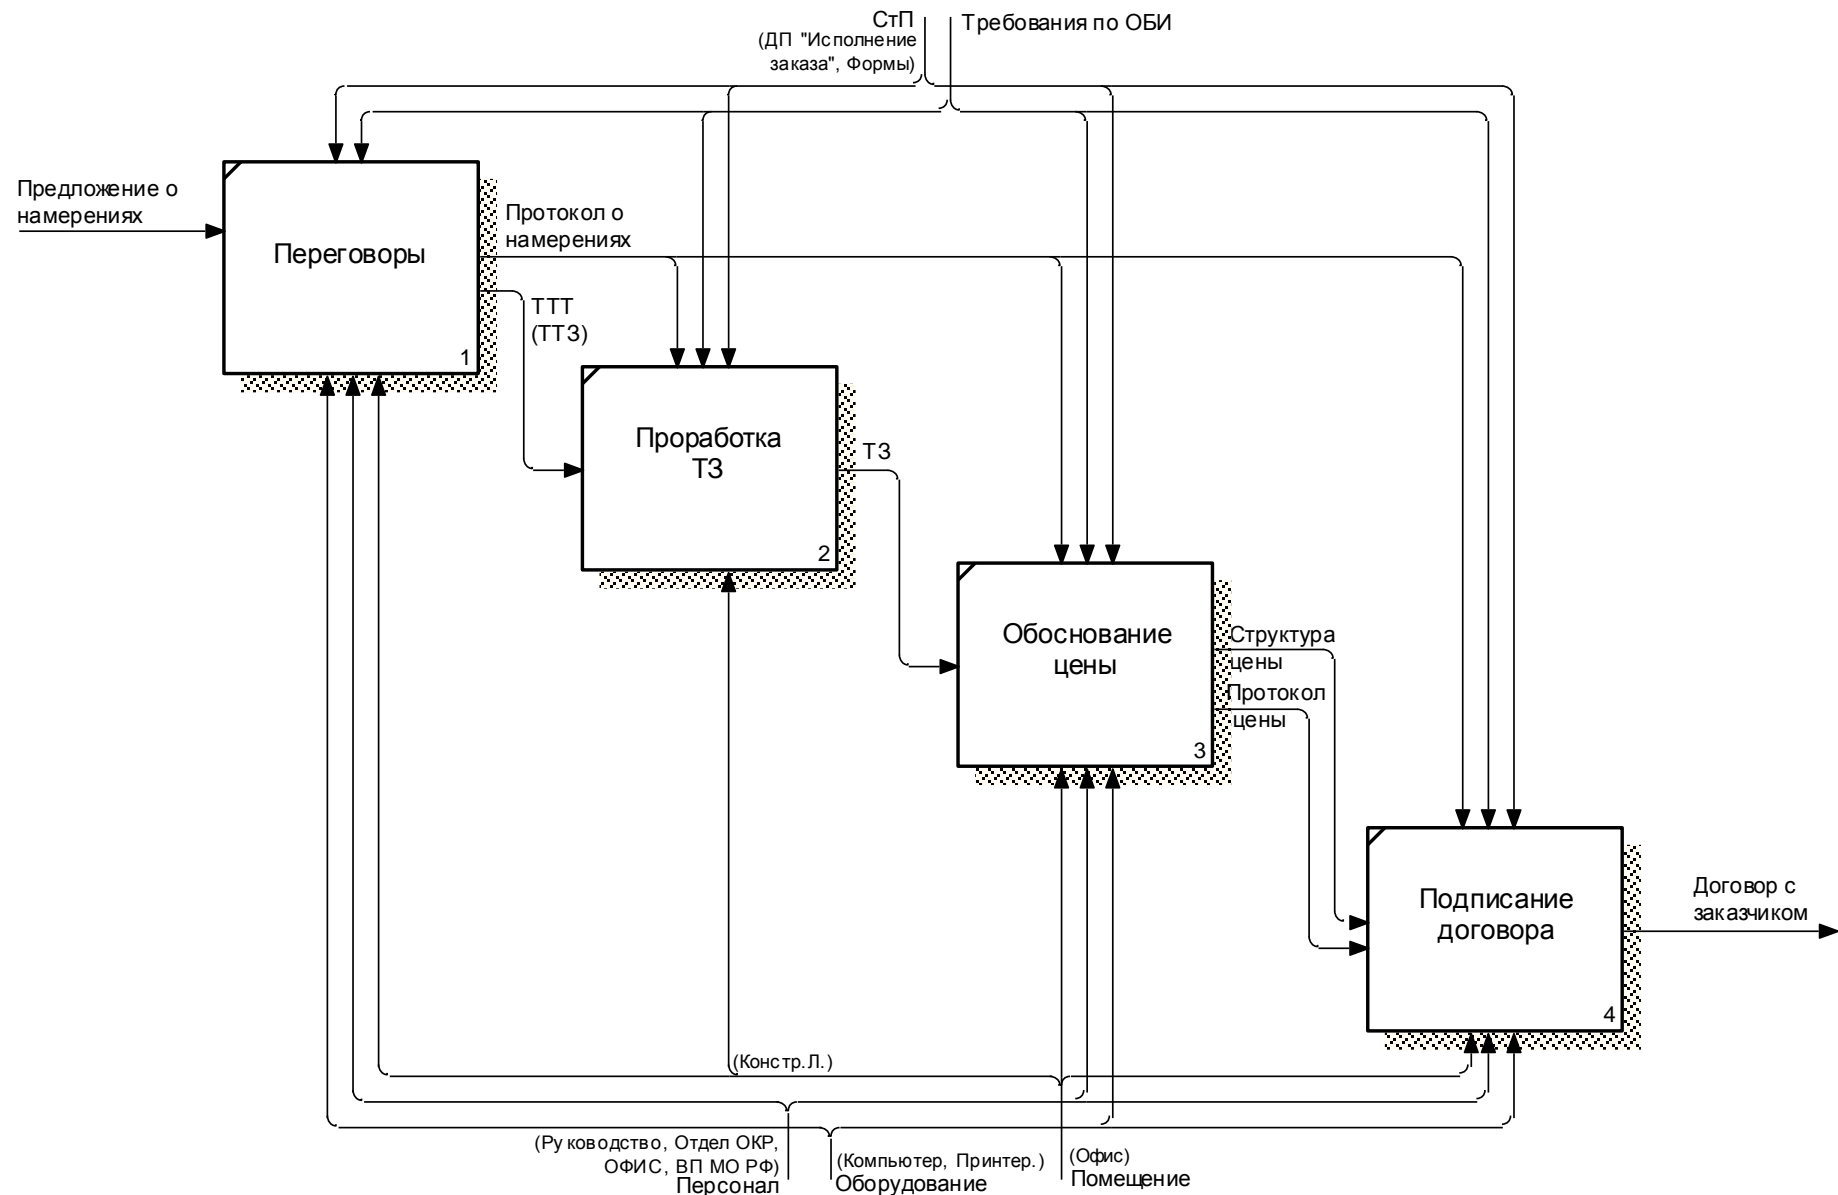 СтП
(ДП "Исполнение
заказа", Формы)
Требования по ОБИ
Предложение о
намерениях
Переговоры
1
Протокол о
намерениях
ТТТ
(ТТЗ)
Проработка
ТЗ
2
ТЗ
Обоснование
цены
3
Структура
цены
Протокол
цены
Подписание
договора
4
Договор с
заказчиком
(Констр.Л.)
(Руководство, Отдел ОКР,
ОФИС, ВП МО РФ)
Персонал
(Компьютер, Принтер.)
Оборудование
(Офис)
Помещение